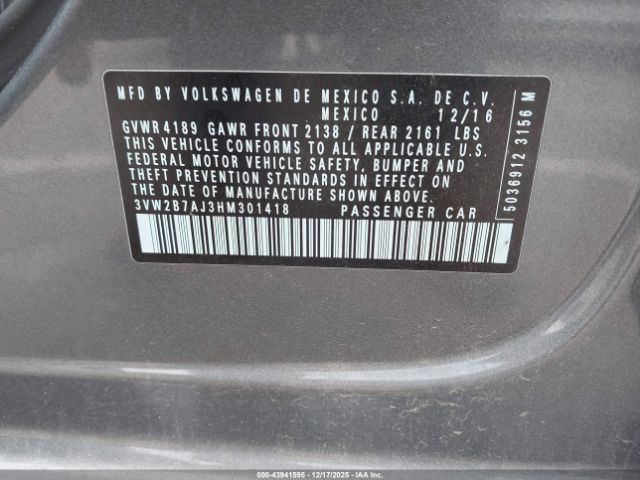 MFD BY VOLKSWAGEN DE MEXICO S.A. DE C.V.
MEXICO 12/16
GVWR 4189 GAWR FRONT 2138 / REAR 2161 LBS
THIS VEHICLE CONFORMS TO ALL APPLICABLE U.S.
FEDERAL MOTOR VEHICLE SAFETY, BUMPER AND
THEFT PREVENTION STANDARDS IN EFFECT ON
THE DATE OF MANUFACTURE SHOWN ABOVE.
3VW2B7AJ3HM301418 PASSENGER CAR
5036912 3156 M
000-43941595 - 12/17/2025 - IAA Inc.